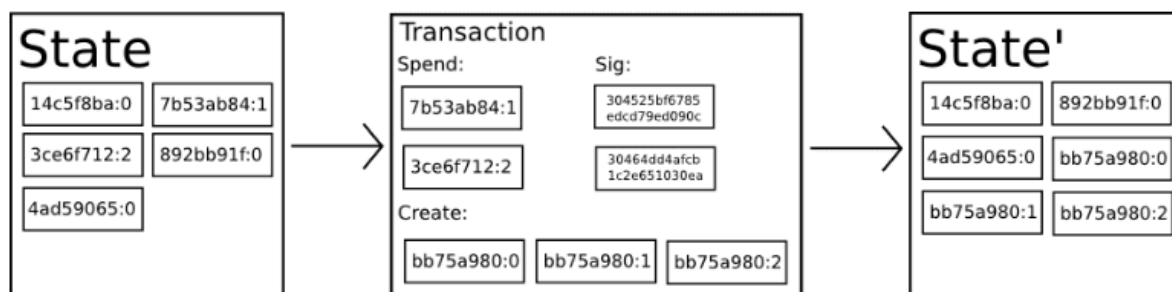 State
14c5f8ba:0 7b53ab84:1
3ce6f712:2 892bb91f:0
4ad59065:0
Transaction
Spend: Sig:
7b53ab84:1 304525bf6785
edcd79ed090c
3ce6f712:2 30464dd4afcb
1c2e651030ea
Create:
bb75a980:0 bb75a980:1 bb75a980:2
State'
14c5f8ba:0 892bb91f:0
4ad59065:0 bb75a980:0
bb75a980:1 bb75a980:2